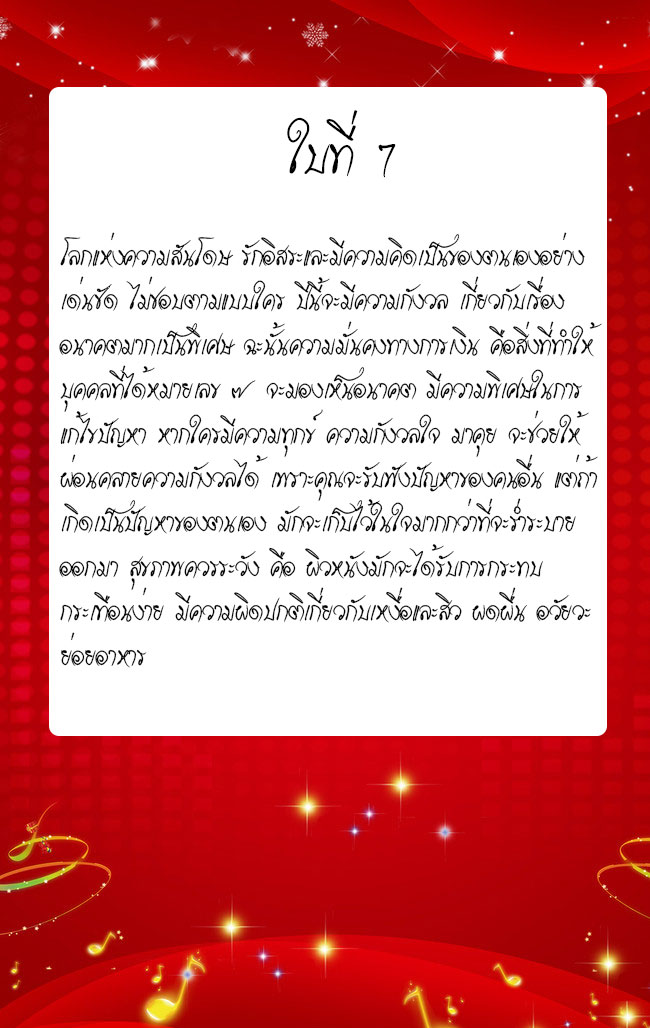 ใบที่ 7
โลกแห่งความสันโดษ รักอิสระและมีความคิดเป็นของตนเองอย่าง
เด่นชัด ไม่ชอบตามแบบใคร ปีนี้จะมีความกังวล เกี่ยวกับเรื่อง
อนาคตมากเป็นพิเศษ ฉะนั้นความมั่นคงทางการเงิน คือสิ่งที่ทำให้
บุคคลที่ได้หมายเลข ๗ จะมองเห็นอนาคต มีความพิเศษในการ
แก้ไขปัญหา หากใครมีความทุกข์ ความกังวลใจ มาคุย จะช่วยให้
ผ่อนคลายความกังวลได้ เพราะคุณจะรับฟังปัญหาของคนอื่น แต่ถ้า
เกิดเป็นปัญหาของตนเอง มักจะเก็บไว้ในใจมากกว่าที่จะร่ำระบาย
ออกมา สุขภาพควรระวัง คือ ผิวหนังมักจะได้รับการกระทบ
กระเทือนง่าย มีความผิดปกติเกี่ยวกับเหงื่อและสิว ผดผื่น อวัยวะ
ย่อยอาหาร